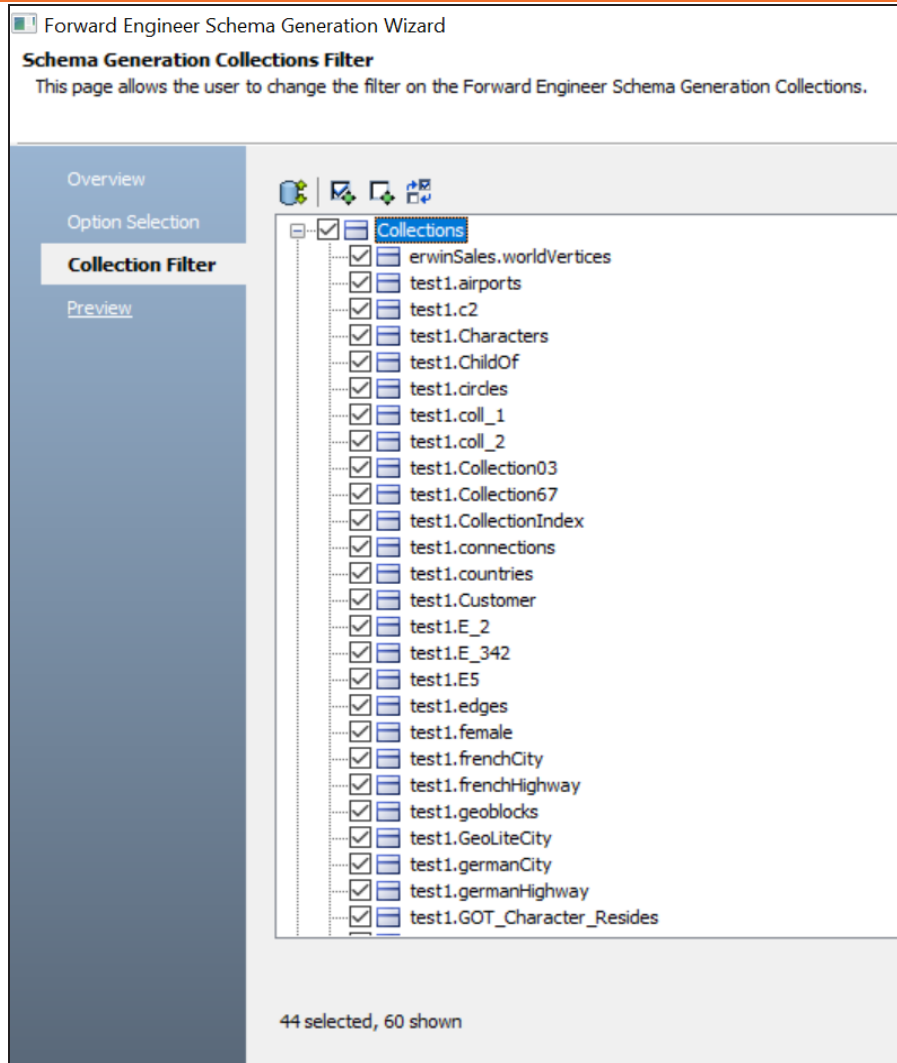 Forward Engineer Schema Generation Wizard
Schema Generation Collections Filter
This page allows the user to change the filter on the Forward Engineer Schema Generation Collections.
Overview
Option Selection
Collection Filter
Preview
Collections
erwinSales.worldVertices
test1.airports
test1.c2
test1.Characters
test1.ChildOf
test1.circles
test1.coll_1
test1.coll_2
test1.Collection03
test1.Collection67
test1.CollectionIndex
test1.connections
test1.countries
test1.Customer
test1.E_2
test1.E_342
test1.E5
test1.edges
test1.female
test1.frenchCity
test1.frenchHighway
test1.geoblocks
test1.GeoLiteCity
test1.germanCity
test1.germanHighway
test1.GOT_Character_Resides
44 selected, 60 shown